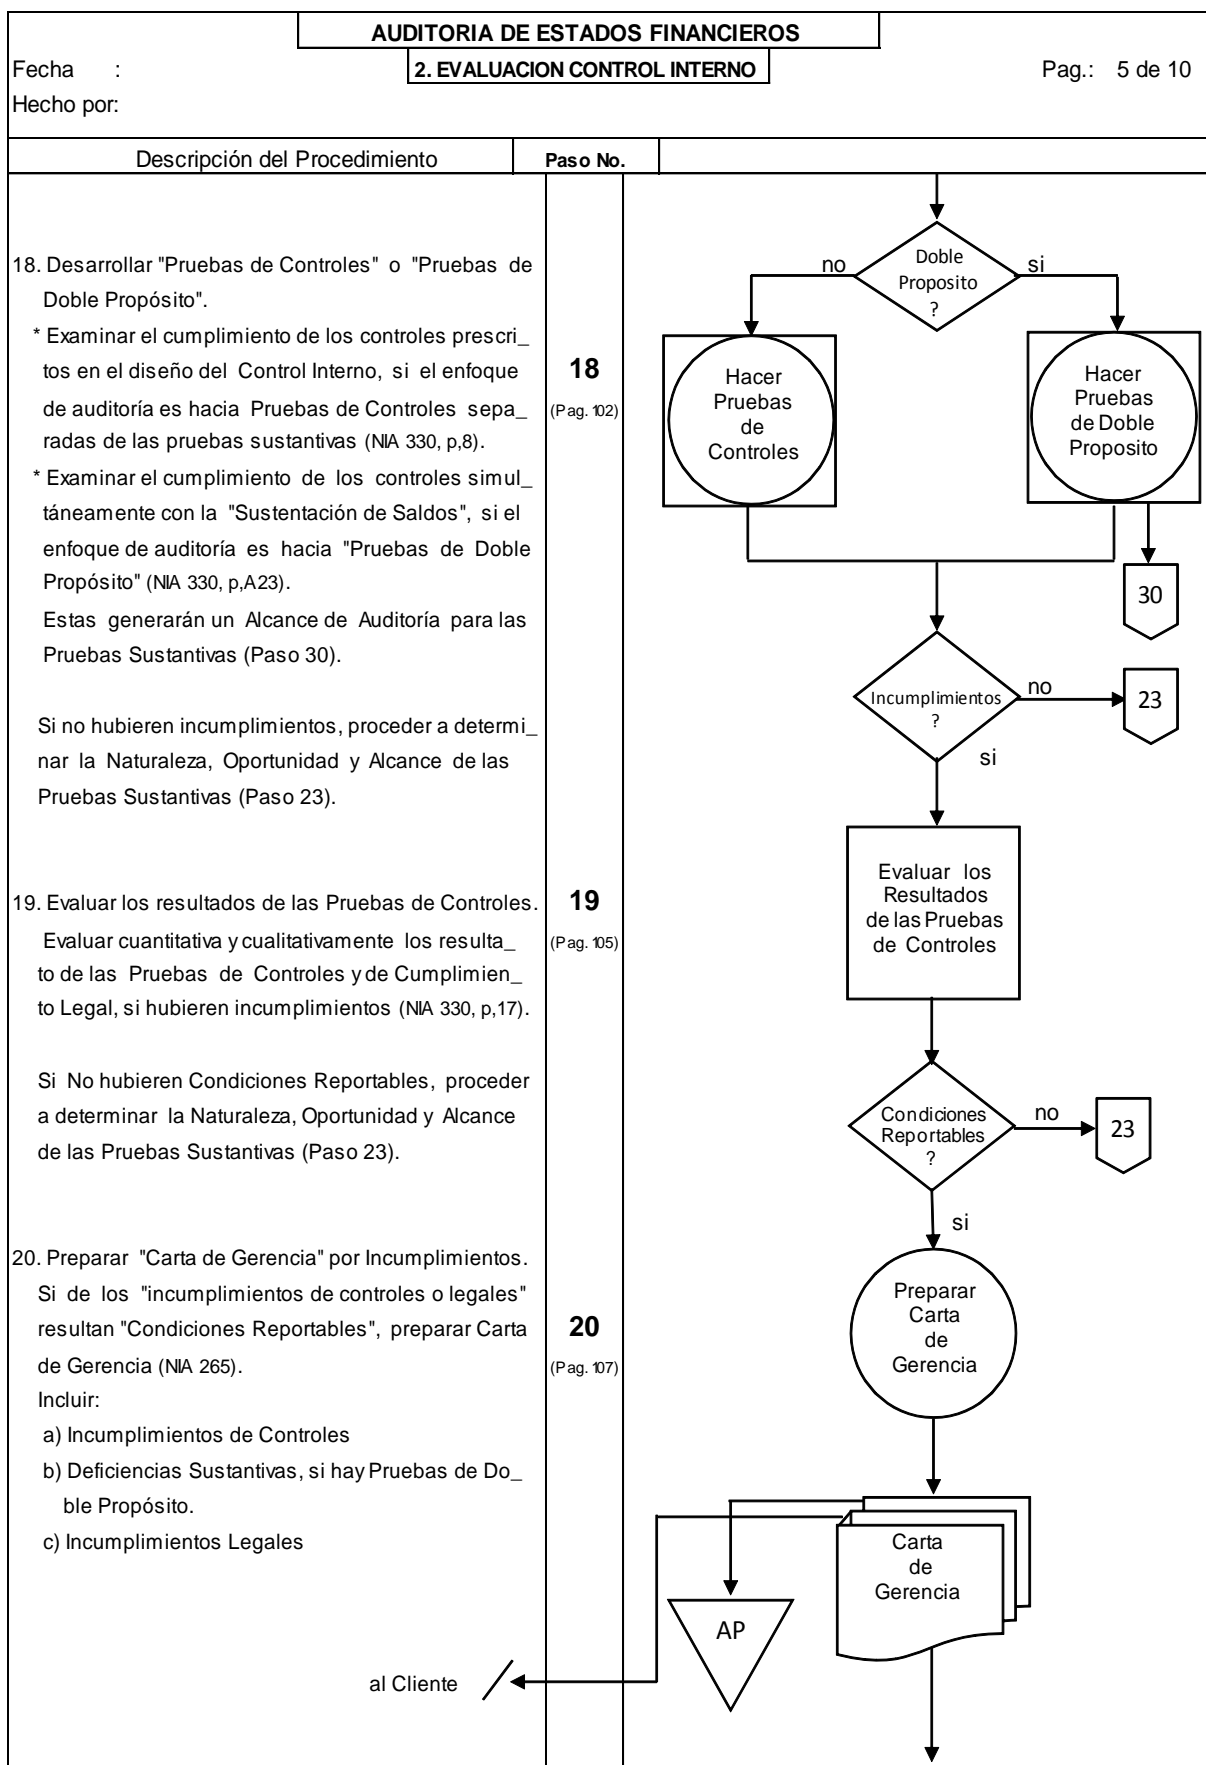 AUDITORIA DE ESTADOS FINANCIEROS
Fecha :
2. EVALUACION CONTROL INTERNO
Pag.: 5 de 10
Hecho por:
Descripción del Procedimiento
Paso No.
18. Desarrollar "Pruebas de Controles" o "Pruebas de
Doble Propósito".
* Examinar el cumplimiento de los controles prescri_
tos en el diseño del Control Interno, si el enfoque
de auditoría es hacia Pruebas de Controles sepa_
radas de las pruebas sustantivas (NIA 330, p,8).
* Examinar el cumplimiento de los controles simul_
táneamente con la "Sustentación de Saldos", si el
enfoque de auditoría es hacia "Pruebas de Doble
Propósito" (NIA 330, p,A23).
Estas generarán un Alcance de Auditoría para las
Pruebas Sustantivas (Paso 30).
Si no hubieren incumplimientos, proceder a determi_
nar la Naturaleza, Oportunidad y Alcance de las
Pruebas Sustantivas (Paso 23).
18
(Pag. 102)
Doble
Proposito
?
no
si
Hacer
Pruebas
de
Controles
Hacer
Pruebas
de Doble
Proposito
30
Incumplimientos
?
no
23
si
19. Evaluar los resultados de las Pruebas de Controles.
Evaluar cuantitativa y cualitativamente los resulta_
to de las Pruebas de Controles y de Cumplimien_
to Legal, si hubieren incumplimientos (NIA 330, p,17).
Si No hubieren Condiciones Reportables, proceder
a determinar la Naturaleza, Oportunidad y Alcance
de las Pruebas Sustantivas (Paso 23).
19
(Pag. 105)
Evaluar los
Resultados
de las Pruebas
de Controles
Condiciones
Reportables
?
no
23
si
20. Preparar "Carta de Gerencia" por Incumplimientos.
Si de los "incumplimientos de controles o legales"
resultan "Condiciones Reportables", preparar Carta
de Gerencia (NIA 265).
Incluir:
a) Incumplimientos de Controles
b) Deficiencias Sustantivas, si hay Pruebas de Do_
ble Propósito.
c) Incumplimientos Legales
20
(Pag. 107)
Preparar
Carta
de
Gerencia
Carta
de
Gerencia
AP
al Cliente